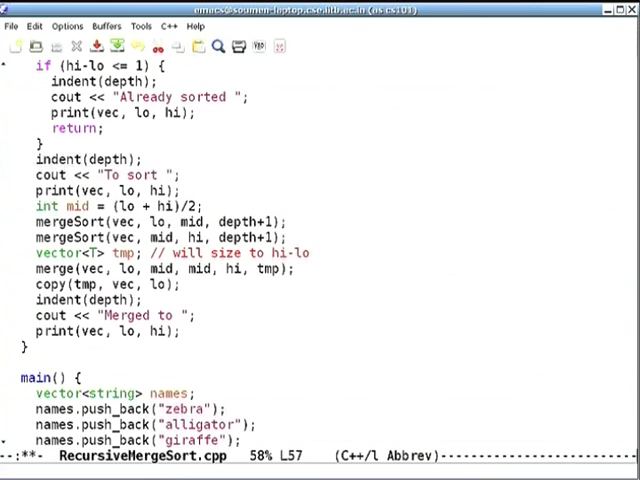 emacs@soumen-laptop.cse.iitb.ac.in (as cs101)
File Edit Options Buffers Tools C++ Help
if (hi-lo <= 1) {
indent(depth);
cout << "Already sorted ";
print(vec, lo, hi);
return;
}
indent(depth);
cout << "To sort ";
print(vec, lo, hi);
int mid = (lo + hi)/2;
mergeSort(vec, lo, mid, depth+1);
mergeSort(vec, mid, hi, depth+1);
vector<T> tmp; // will size to hi-lo
merge(vec, lo, mid, mid, hi, tmp);
copy(tmp, vec, lo);
indent(depth);
cout << "Merged to ";
print(vec, lo, hi);
}
main() {
vector<string> names;
names.push_back("zebra");
names.push_back("alligator");
names.push_back("giraffe");
--:**- RecursiveMergeSort.cpp 58% L57 (C++/l Abbrev)